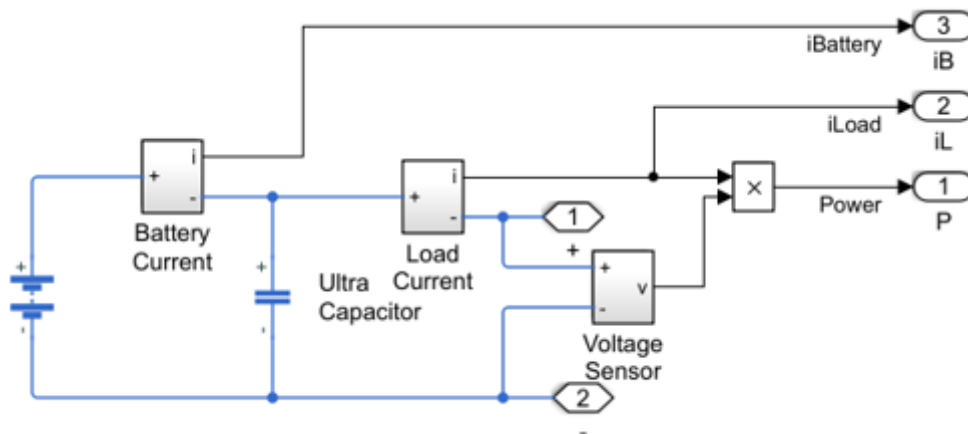 3
iBattery
iB
2
iLoad
iL
i
+
-
Battery
Current
i
+
-
Load
Current
1
+
+
-
v
Voltage
Sensor
×
Power
1
P
+
-
+
-
Ultra
Capacitor
2